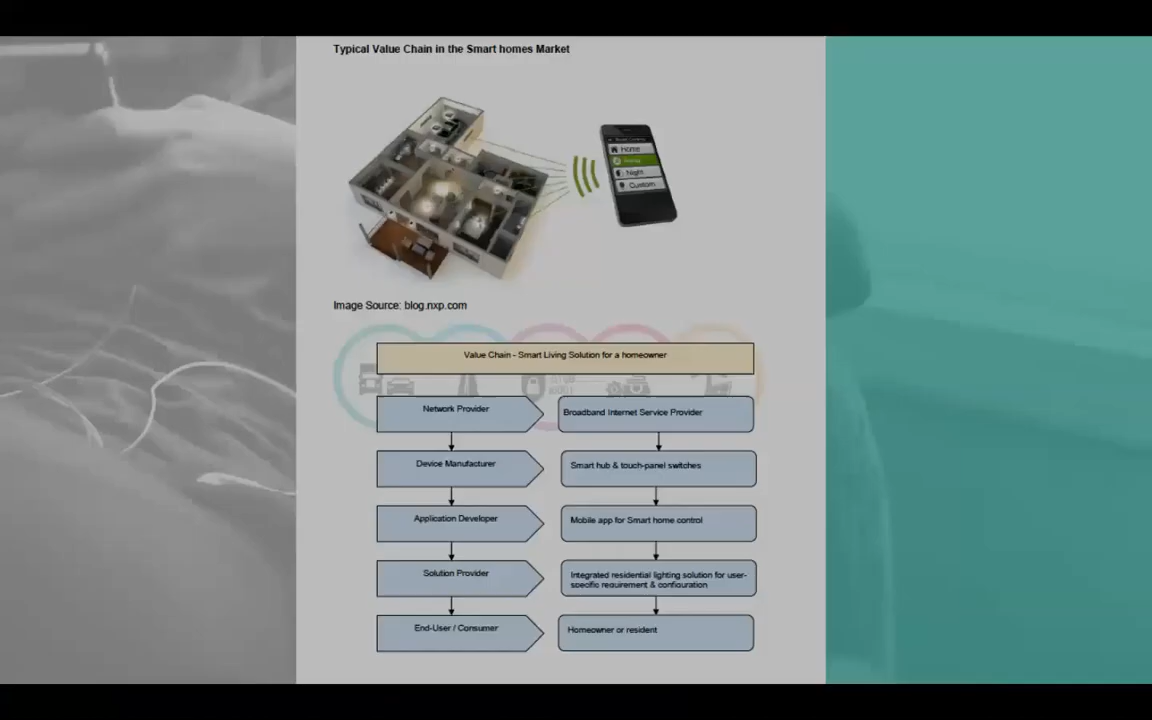 Typical Value Chain in the Smart homes Market
Home
Night
Custom
Image Source: blog.nxp.com
Value Chain - Smart Living Solution for a homeowner
Network Provider
Broadband Internet Service Provider
Device Manufacturer
Smart hub & touch-panel switches
Application Developer
Mobile app for Smart home control
Solution Provider
Integrated residential lighting solution for user-
specific requirement & configuration
End-User / Consumer
Homeowner or resident